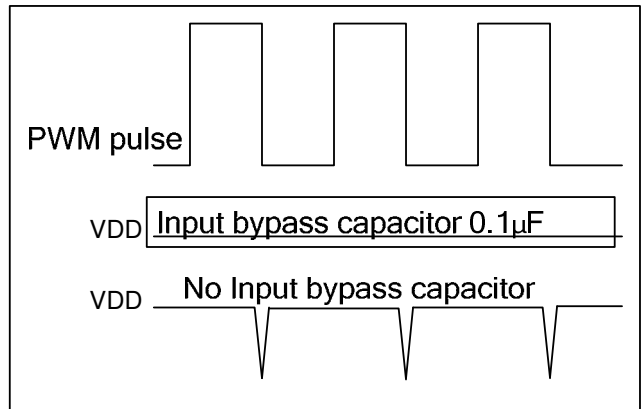 PWM pulse
VDD Input bypass capacitor 0.1μF
VDD No Input bypass capacitor